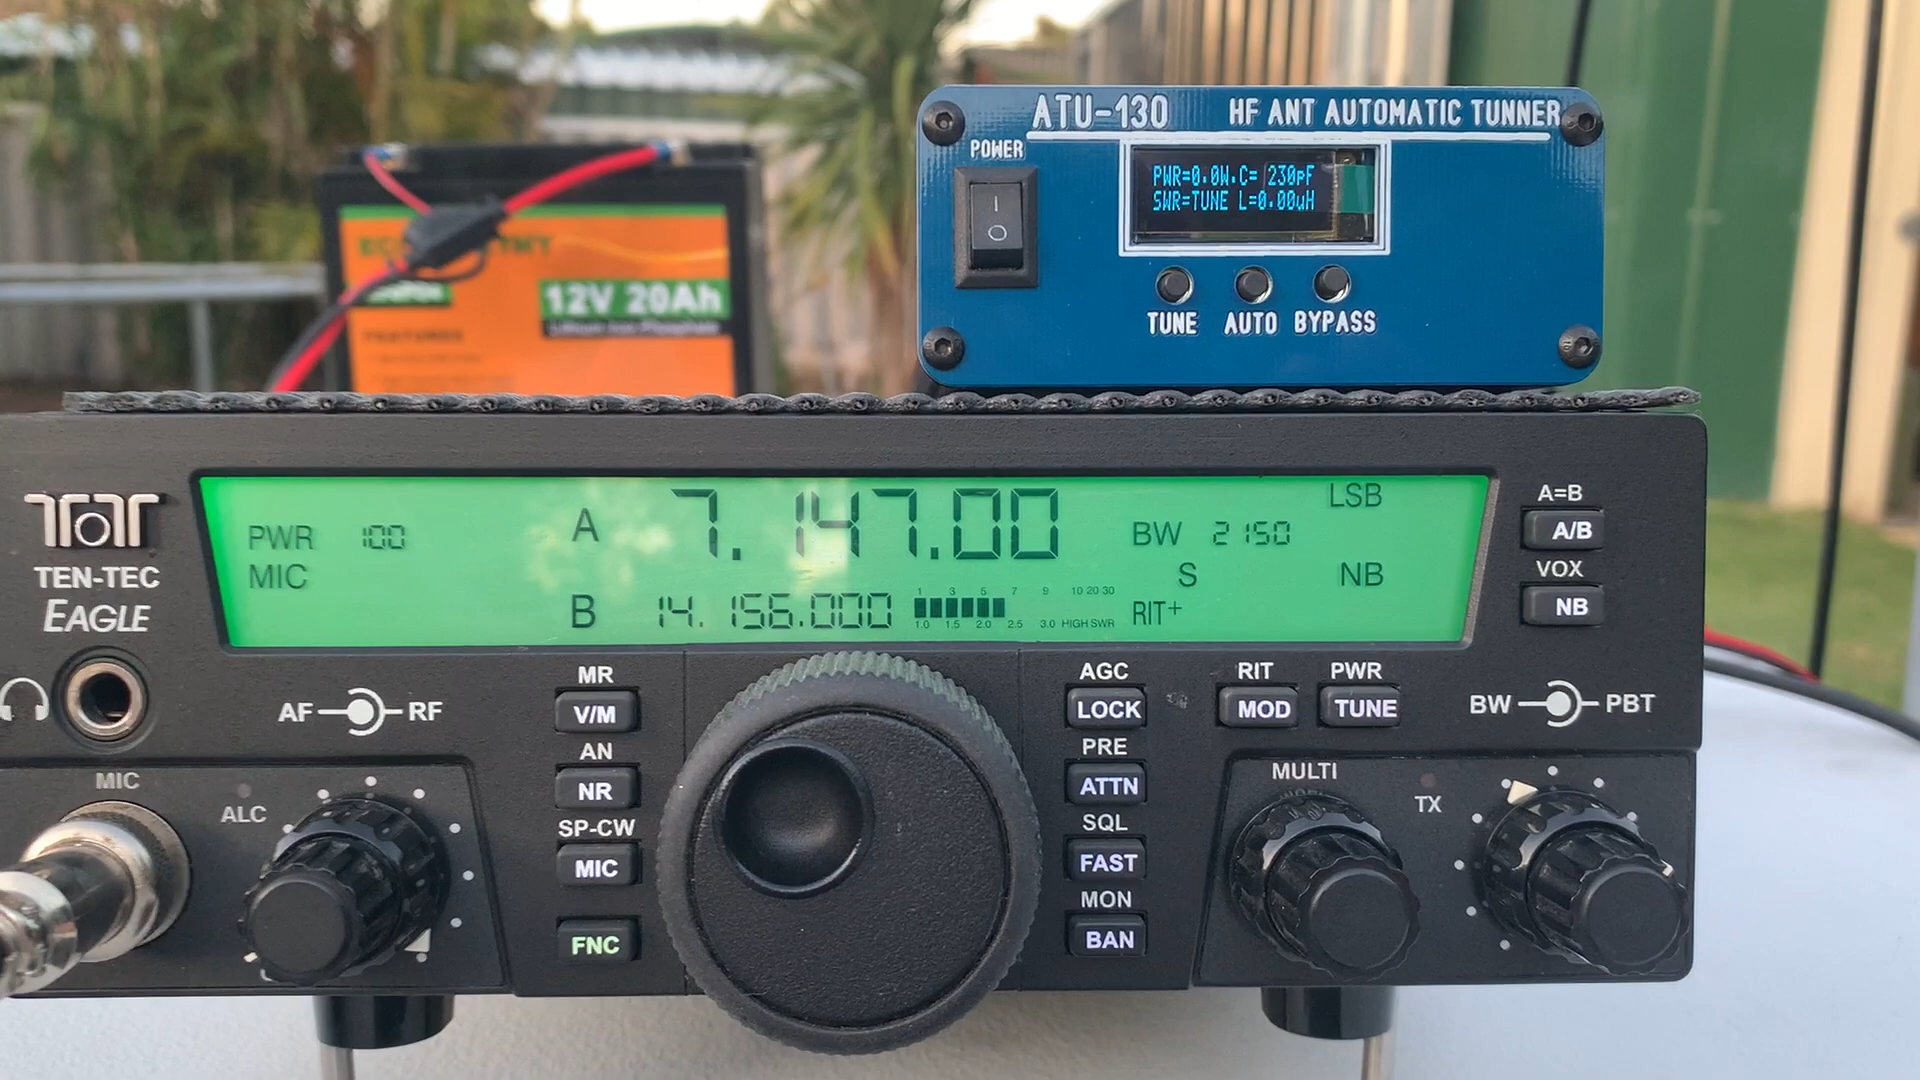 ATU-130 HF ANT AUTOMATIC TUNNER
POWER
PWR=0.0W.C= 230pF
SWR=TUNE L=0.00uH
TUNE AUTO BYPASS
12V 20Ah
Lithium Iron Phosphate
FEATURES
TEN-TEC
EAGLE
PWR 100
MIC
A 7.147.00
B 14.156.000
1 3 5 7 9 10 20 30
1.0 1.5 2.0 2.5 3.0 HIGH SWR
LSB
BW 2150
S NB
RIT+
A=B
A/B
VOX
NB
AF RF
MR
V/M
AN
NR
SP-CW
MIC
FNC
AGC
LOCK
PRE
ATTN
SQL
FAST
MON
BAN
RIT
MOD
PWR
TUNE
BW PBT
MIC
ALC
MULTI
TX